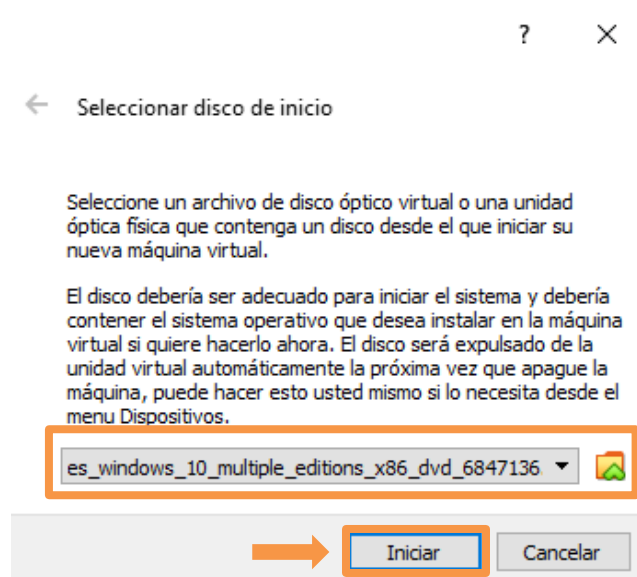 ?
Seleccionar disco de inicio
Seleccione un archivo de disco óptico virtual o una unidad
óptica física que contenga un disco desde el que iniciar su
nueva máquina virtual.
El disco debería ser adecuado para iniciar el sistema y debería
contener el sistema operativo que desea instalar en la máquina
virtual si quiere hacerlo ahora. El disco será expulsado de la
unidad virtual automáticamente la próxima vez que apague la
máquina, puede hacer esto usted mismo si lo necesita desde el
menu Dispositivos.
es_windows_10_multiple_editions_x86_dvd_6847136.
Iniciar
Cancelar